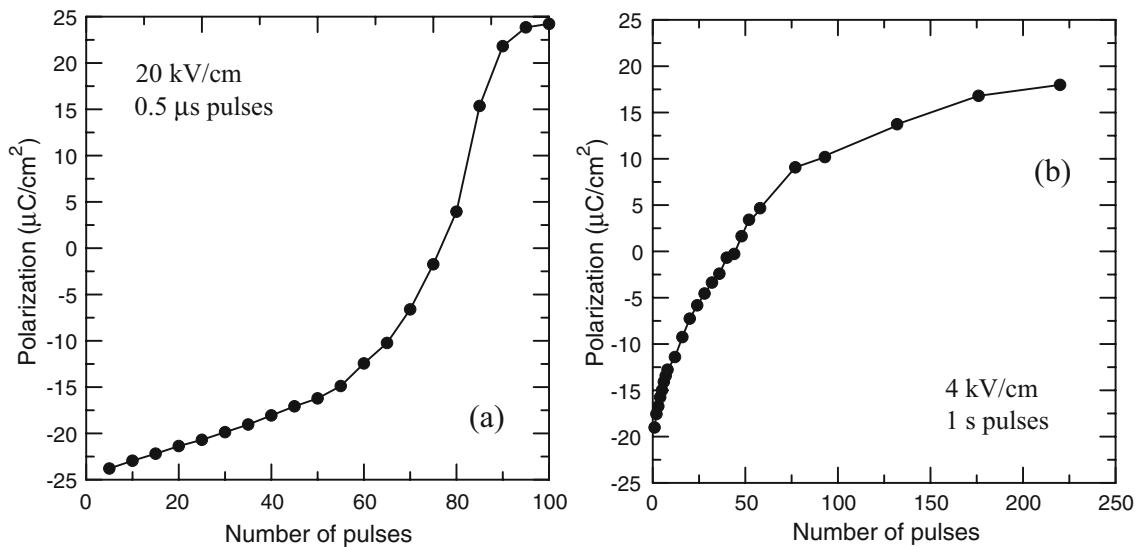 25
20
15
10
5
0
-5
-10
-15
-20
-25
Polarization (μC/cm²)
20 kV/cm
0.5 μs pulses
(a)
0 20 40 60 80 100
Number of pulses
25
20
15
10
5
0
-5
-10
-15
-20
-25
Polarization (μC/cm²)
(b)
4 kV/cm
1 s pulses
0 50 100 150 200 250
Number of pulses